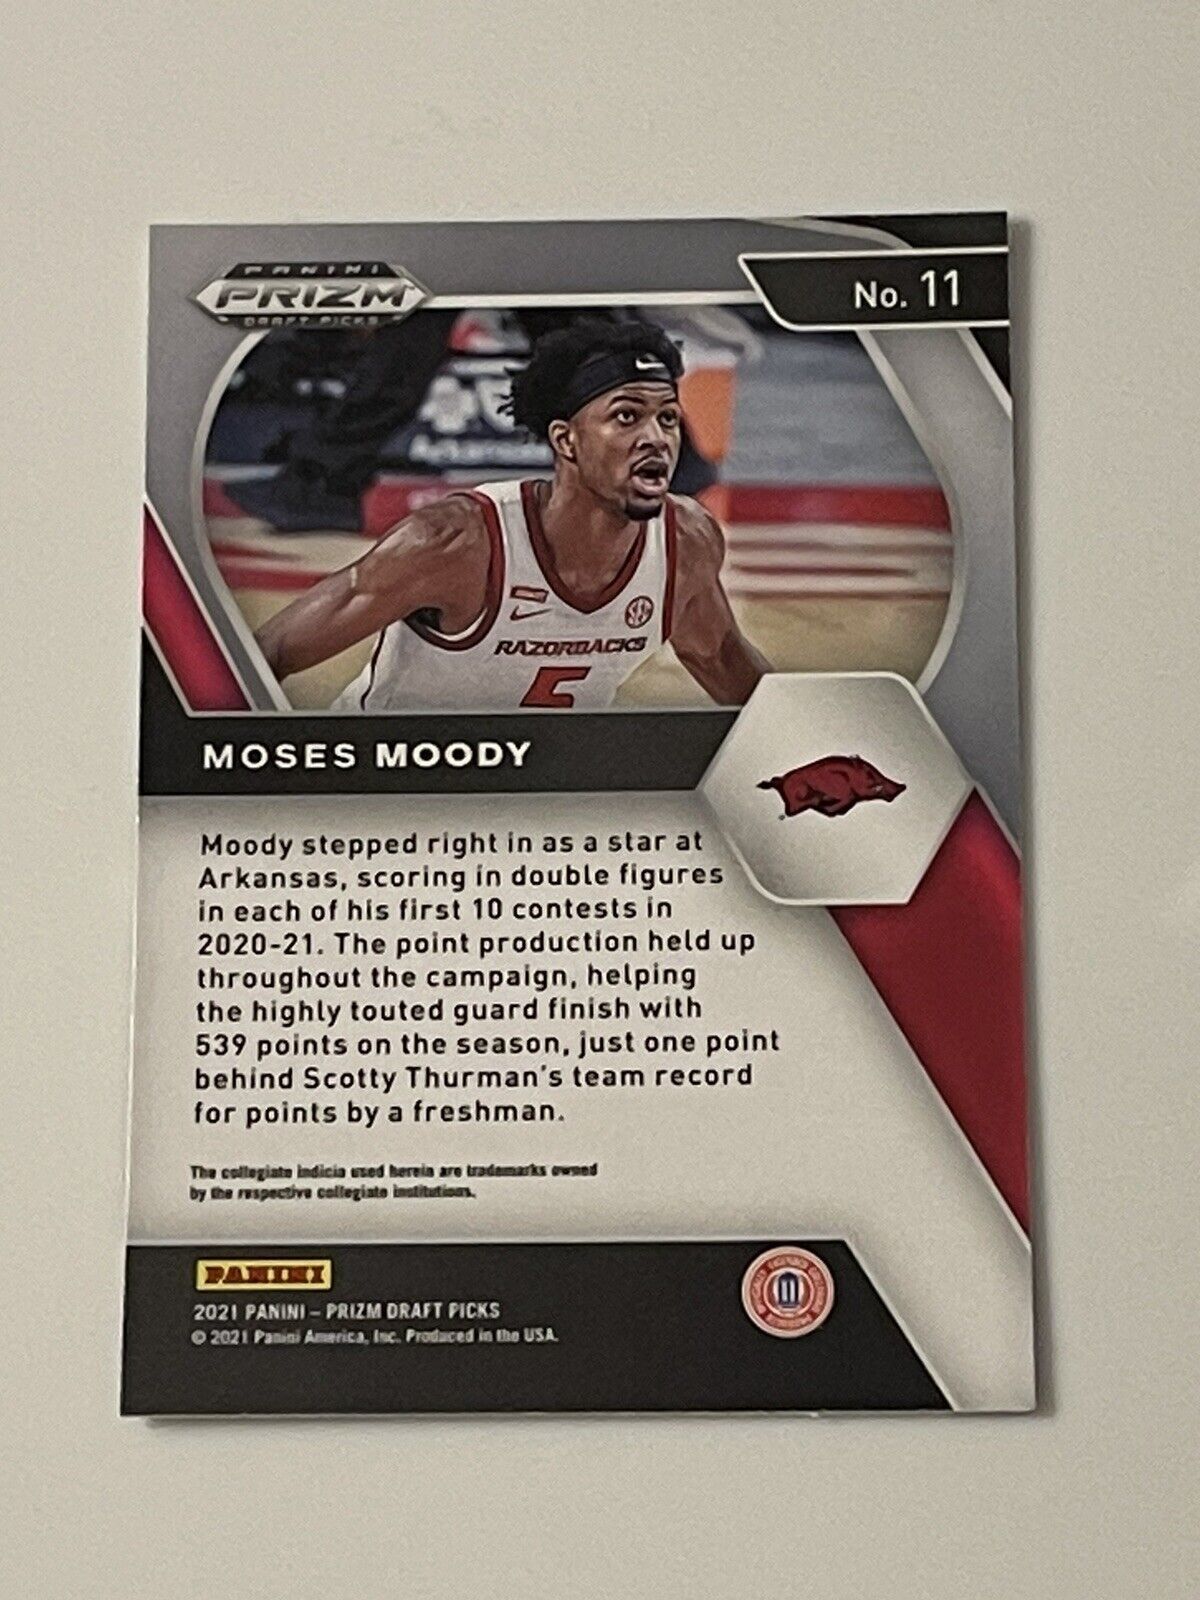 PANINI
PRIZM
DRAFT PICKS
No. 11
RAZORBACKS
5
MOSES MOODY
Moody stepped right in as a star at
Arkansas, scoring in double figures
in each of his first 10 contests in
2020-21. The point production held up
throughout the campaign, helping
the highly touted guard finish with
539 points on the season, just one point
behind Scotty Thurman's team record
for points by a freshman.
The collegiate indicia used herein are trademarks owned
by the respective collegiate institutions.
PANINI
2021 PANINI – PRIZM DRAFT PICKS
© 2021 Panini America, Inc. Produced in the USA.